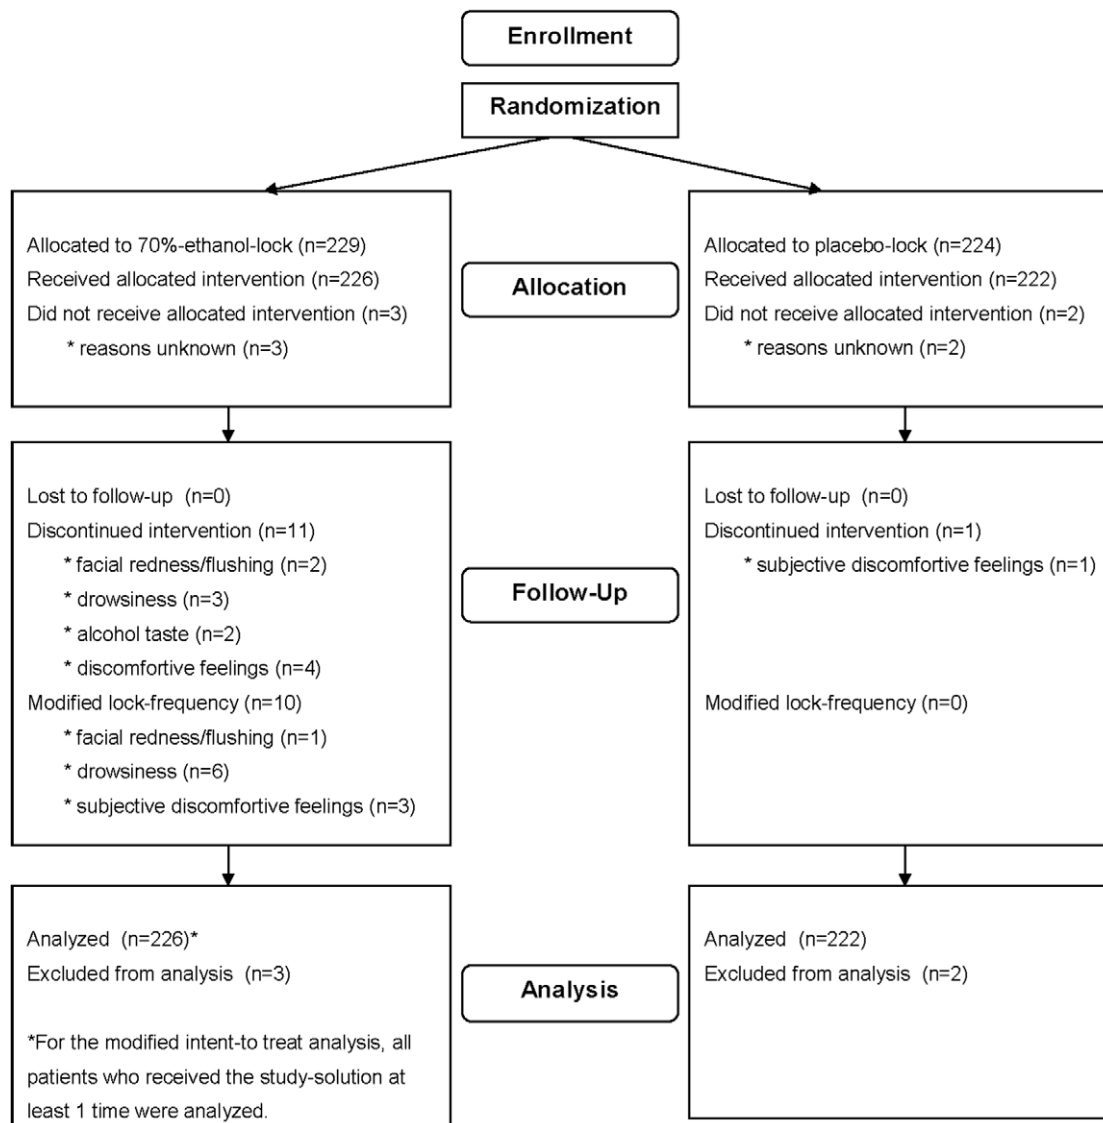 Enrollment
Randomization
Allocated to 70%-ethanol-lock (n=229)
Received allocated intervention (n=226)
Did not receive allocated intervention (n=3)
* reasons unknown (n=3)
Allocation
Allocated to placebo-lock (n=224)
Received allocated intervention (n=222)
Did not receive allocated intervention (n=2)
* reasons unknown (n=2)
Lost to follow-up (n=0)
Discontinued intervention (n=11)
* facial redness/flushing (n=2)
* drowsiness (n=3)
* alcohol taste (n=2)
* discomfortive feelings (n=4)
Modified lock-frequency (n=10)
* facial redness/flushing (n=1)
* drowsiness (n=6)
* subjective discomfortive feelings (n=3)
Follow-Up
Lost to follow-up (n=0)
Discontinued intervention (n=1)
* subjective discomfortive feelings (n=1)
Modified lock-frequency (n=0)
Analyzed (n=226)*
Excluded from analysis (n=3)
*For the modified intent-to treat analysis, all
patients who received the study-solution at
least 1 time were analyzed.
Analysis
Analyzed (n=222)
Excluded from analysis (n=2)